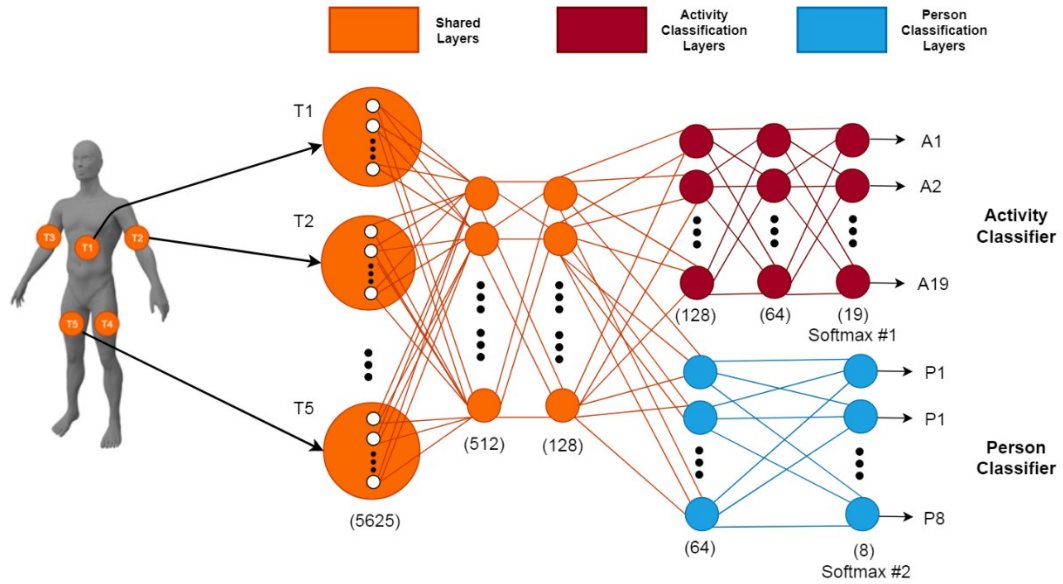 Shared
Layers
Activity
Classification
Layers
Person
Classification
Layers
T1
T2
T5
T3
T1
T2
T5
T4
(5625)
(512)
(128)
(128)
(64)
(19)
Softmax #1
A1
A2
A19
Activity
Classifier
P1
P1
P8
Person
Classifier
(64)
(8)
Softmax #2